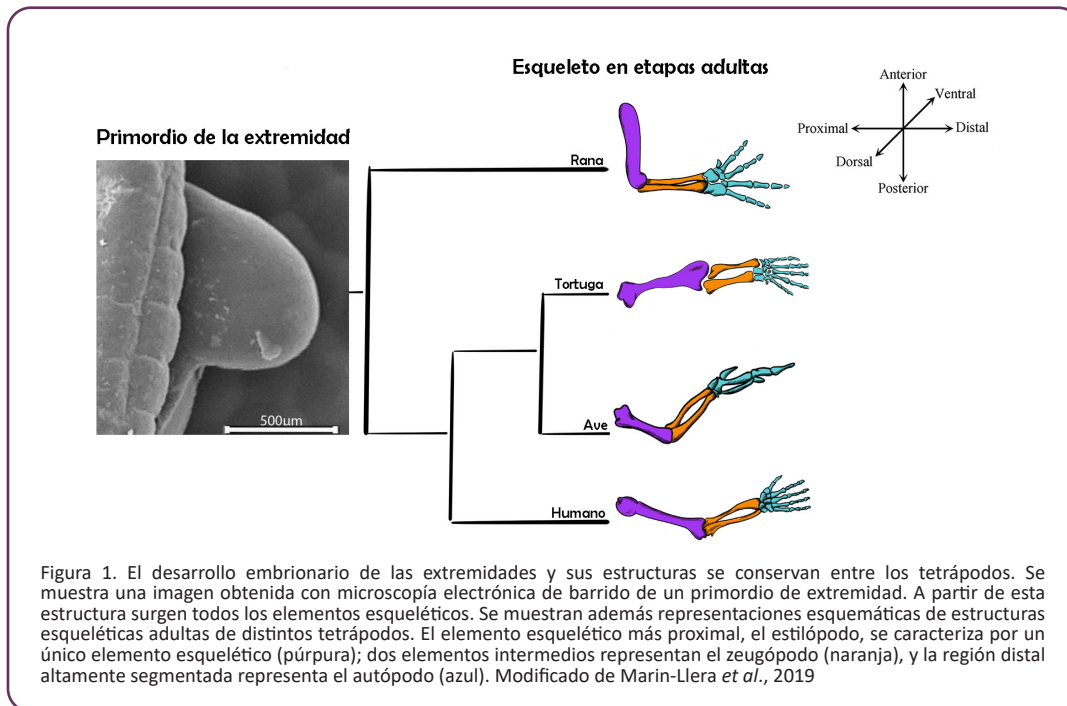 Esqueleto en etapas adultas
Primordio de la extremidad
Anterior
Ventral
Proximal
Distal
Dorsal
Posterior
Rana
Tortuga
Ave
Humano
500um
Figura 1. El desarrollo embrionario de las extremidades y sus estructuras se conservan entre los tetrápodos. Se
muestra una imagen obtenida con microscopía electrónica de barrido de un primordio de extremidad. A partir de esta
estructura surgen todos los elementos esqueléticos. Se muestran además representaciones esquemáticas de estructuras
esqueléticas adultas de distintos tetrápodos. El elemento esquelético más proximal, el estilópodo, se caracteriza por un
único elemento esquelético (púrpura); dos elementos intermedios representan el zeugópodo (naranja), y la región distal
altamente segmentada representa el autópodo (azul). Modificado de Marin-Llera et al., 2019